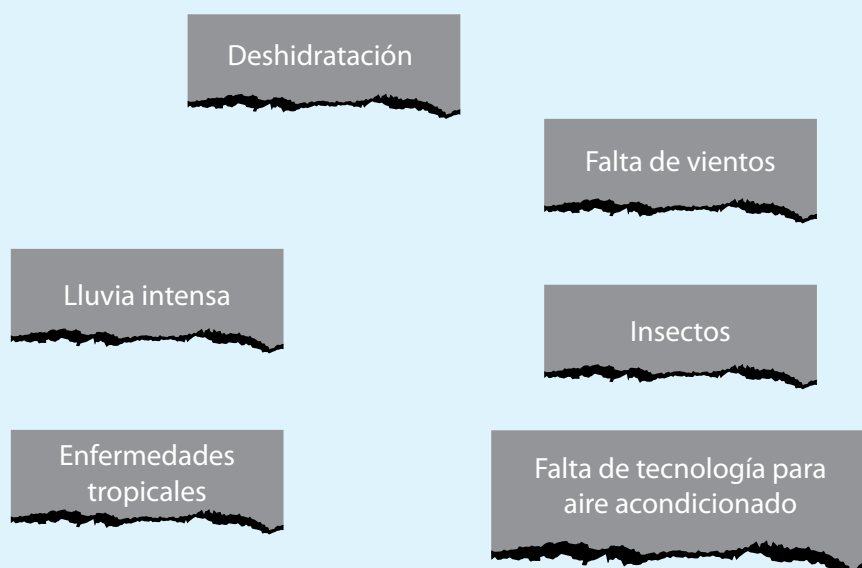 Deshidratación
Falta de vientos
Lluvia intensa
Insectos
Enfermedades
tropicales
Falta de tecnología para
aire acondicionado